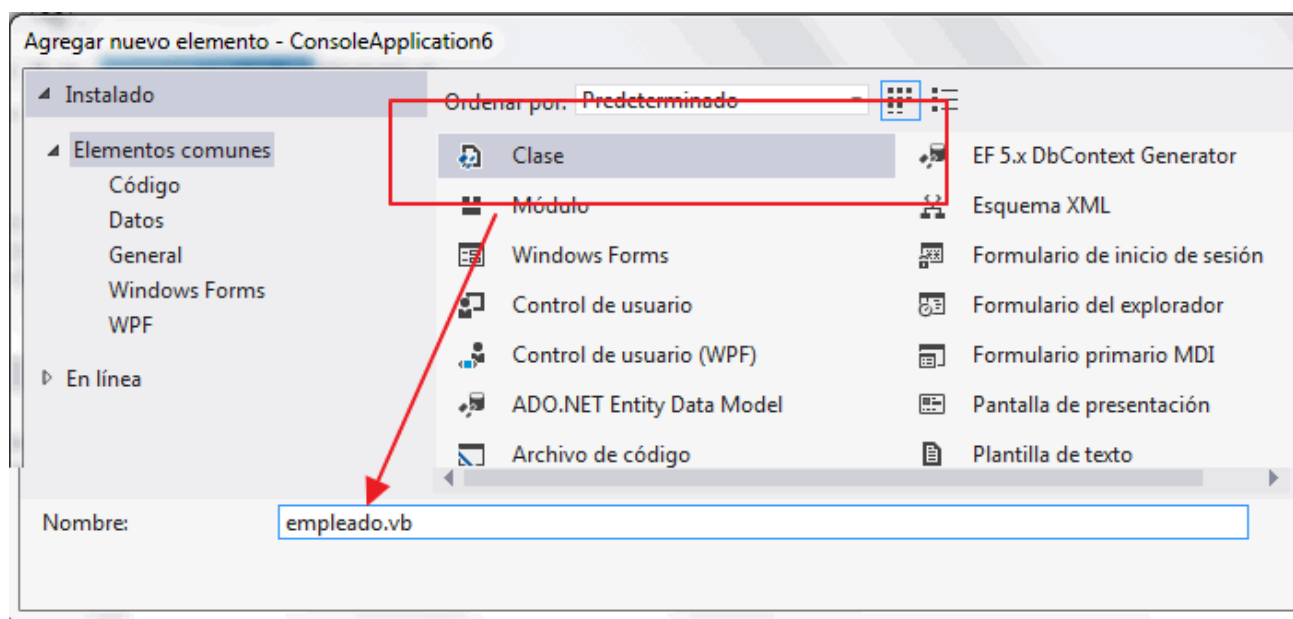 Agregar nuevo elemento - ConsoleApplication6
Instalado
Ordenar por: Predeterminado
Elementos comunes
Código
Datos
General
Windows Forms
WPF
En línea
Clase
EF 5.x DbContext Generator
Módulo
Esquema XML
Windows Forms
Formulario de inicio de sesión
Control de usuario
Formulario del explorador
Control de usuario (WPF)
Formulario primario MDI
ADO.NET Entity Data Model
Pantalla de presentación
Archivo de código
Plantilla de texto
Nombre:
empleado.vb